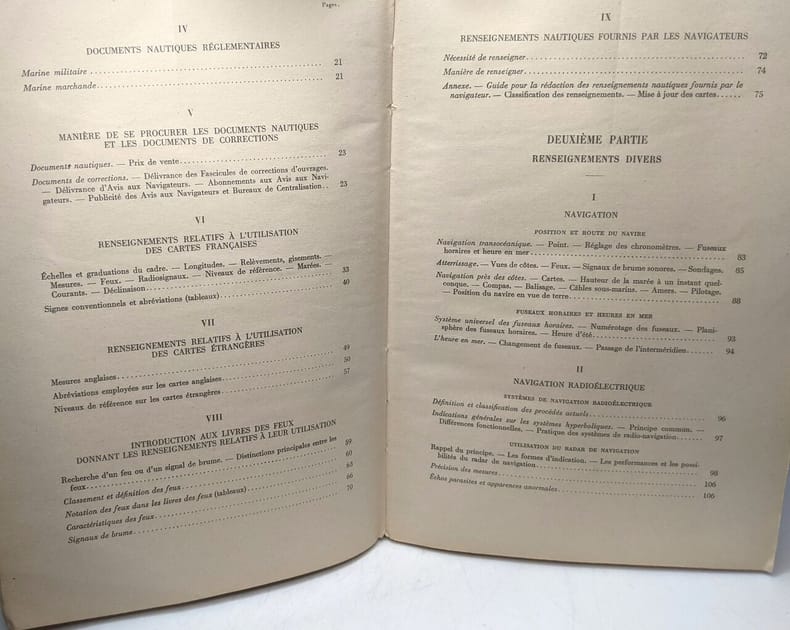 Pages.
IV
DOCUMENTS NAUTIQUES RÉGLEMENTAIRES
Marine militaire 21
Marine marchande 21
V
MANIÈRE DE SE PROCURER LES DOCUMENTS NAUTIQUES
ET LES DOCUMENTS DE CORRECTIONS
Documents nautiques. — Prix de vente 23
Documents de corrections. — Délivrance des Fascicules de corrections d'ouvrages.
— Délivrance d'Avis aux Navigateurs. — Abonnements aux Avis aux Navi-
gateurs. — Publicité des Avis aux Navigateurs et Bureaux de Centralisation.. 23
VI
RENSEIGNEMENTS RELATIFS À L'UTILISATION
DES CARTES FRANÇAISES
Échelles et graduations du cadre. — Longitudes. — Relèvements, gisements. —
Mesures. — Feux. — Radiosignaux. — Niveaux de référence. — Marées. —
Courants. — Déclinaison 33
Signes conventionnels et abréviations (tableaux) 40
VII
RENSEIGNEMENTS RELATIFS À L'UTILISATION
DES CARTES ÉTRANGÈRES
Mesures anglaises 49
Abréviations employées sur les cartes anglaises 50
Niveaux de référence sur les cartes étrangères 57
VIII
INTRODUCTION AUX LIVRES DES FEUX
DONNANT LES RENSEIGNEMENTS RELATIFS À LEUR UTILISATION
Recherche d'un feu ou d'un signal de brume. — Distinctions principales entre les
feux 59
Classement et définition des feux 60
Notation des feux dans les livres des feux (tableaux) 65
Caractéristiques des feux 66
Signaux de brume 70
IX
RENSEIGNEMENTS NAUTIQUES FOURNIS PAR LES NAVIGATEURS
Nécessité de renseigner 72
Manière de renseigner 74
Annexe. — Guide pour la rédaction des renseignements nautiques fournis par le
navigateur. — Classification des renseignements. — Mise à jour des cartes...... 75
DEUXIÈME PARTIE
RENSEIGNEMENTS DIVERS
I
NAVIGATION
POSITION ET ROUTE DU NAVIRE
Navigation transocéanique. — Point. — Réglage des chronomètres. — Fuseaux
horaires et heure en mer 83
Atterrissage. — Vues de côtes. — Feux. — Signaux de brume sonores. — Sondages. 85
Navigation près des côtes. — Cartes. — Hauteur de la marée à un instant quel-
conque. — Compas. — Balisage. — Câbles sous-marins. — Amers. — Pilotage.
— Position du navire en vue de terre 88
FUSEAUX HORAIRES ET HEURES EN MER
Système universel des fuseaux horaires. — Numérotage des fuseaux. — Plani-
sphère des fuseaux horaires. — Heure d'été 93
L'heure en mer. — Changement de fuseaux. — Passage de l'interméridien 94
II
NAVIGATION RADIOÉLECTRIQUE
SYSTÈMES DE NAVIGATION RADIOÉLECTRIQUE
Définition et classification des procédés actuels 96
Indications générales sur les systèmes hyperboliques. — Principe commun. —
Différences fonctionnelles. — Pratique des systèmes de radio-navigation 97
UTILISATION DU RADAR DE NAVIGATION
Rappel du principe. — Les formes d'indication. — Les performances et les possi-
bilités du radar de navigation 98
Précision des mesures 106
Échos parasites et apparences anormales 106